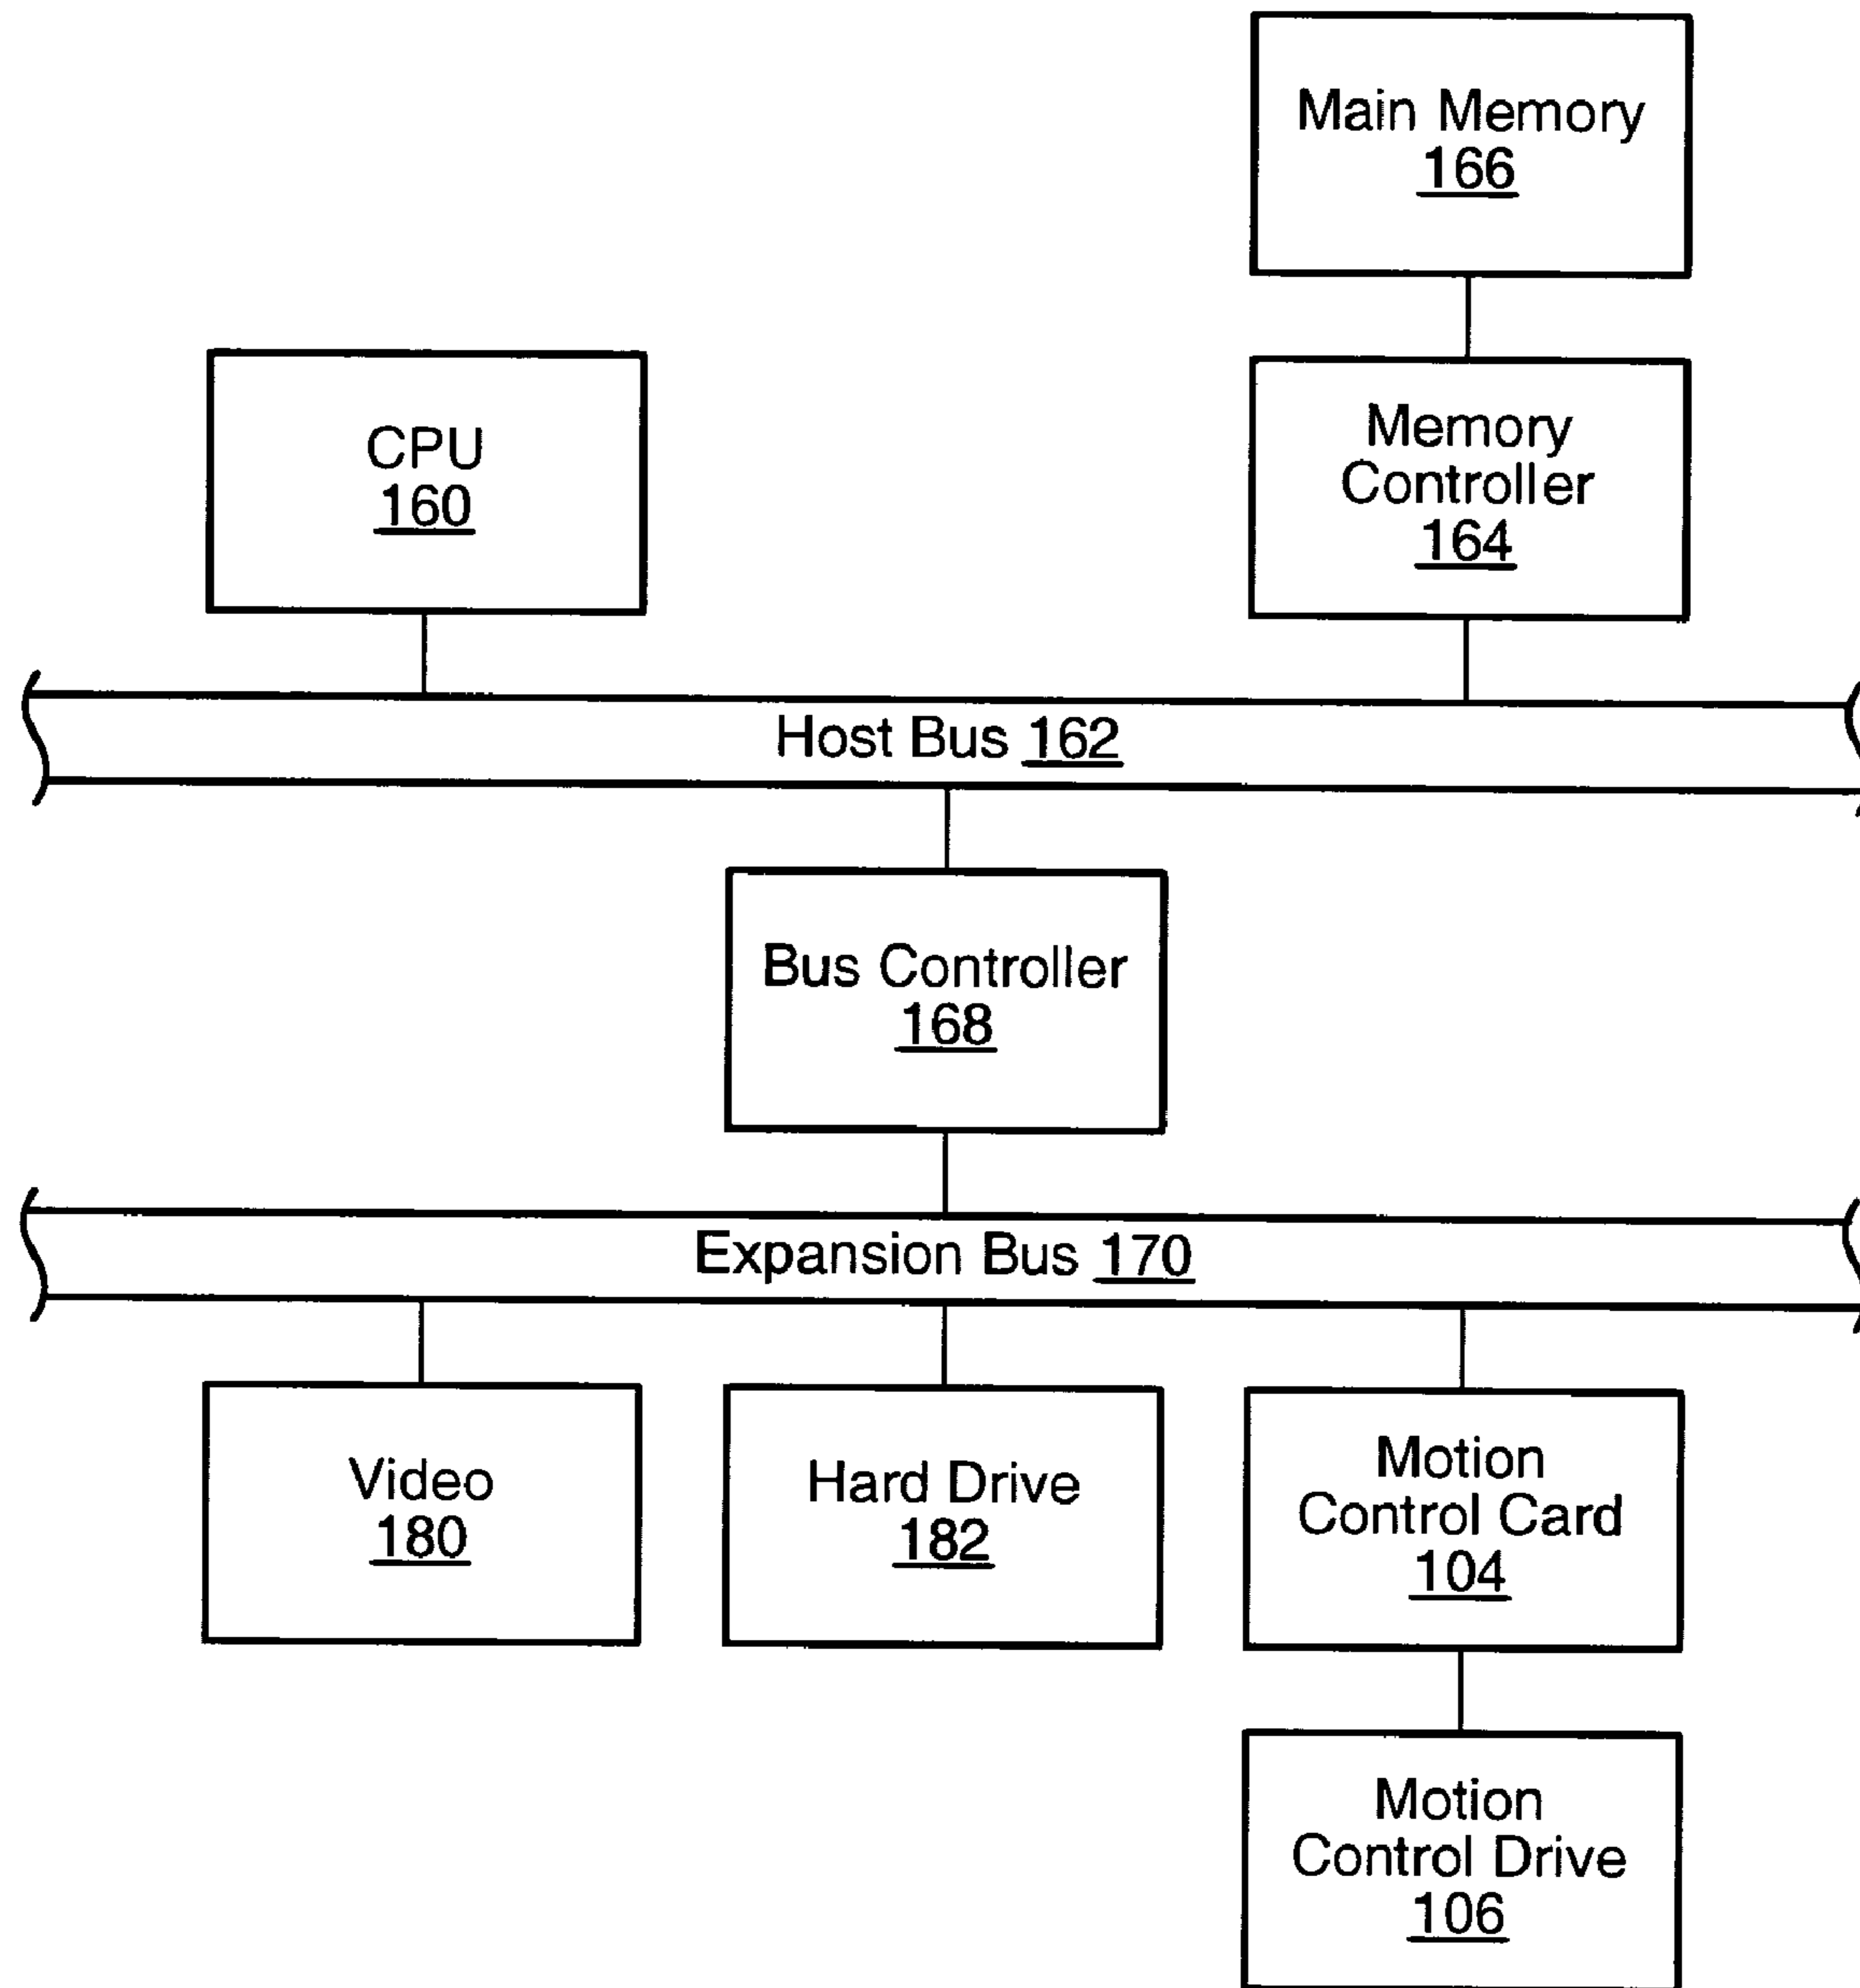 Main Memory
166
CPU
160
Memory
Controller
164
Host Bus 162
Bus Controller
168
Expansion Bus 170
Video
180
Hard Drive
182
Motion
Control Card
104
Motion
Control Drive
106